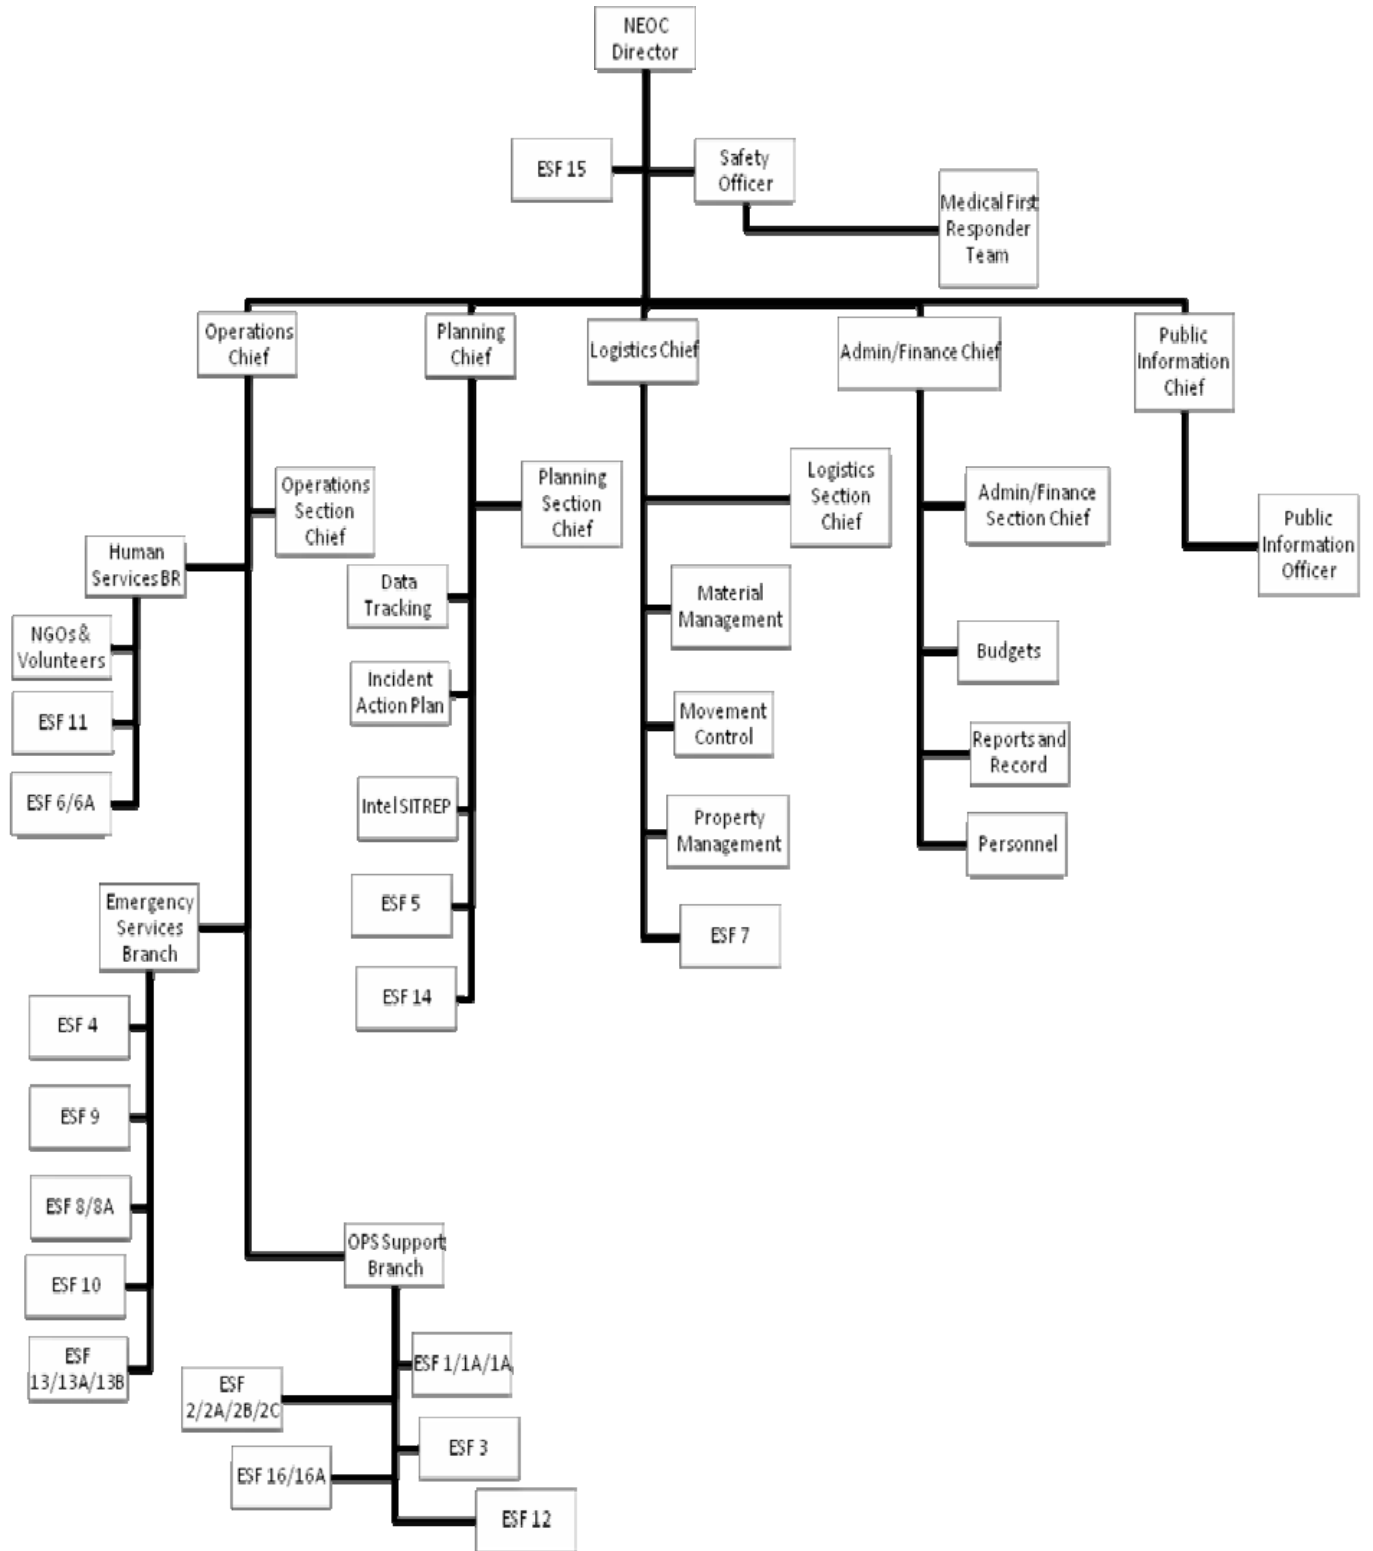 NEOC
Director
ESF 15
Safety
Officer
Medical First
Responder
Team
Operations
Chief
Planning
Chief
Logistics Chief
Admin/Finance Chief
Public
Information
Chief
Operations
Section
Chief
Planning
Section
Chief
Logistics
Section
Chief
Admin/Finance
Section Chief
Public
Information
Officer
Human
Services BR
NGOs &
Volunteers
ESF 11
ESF 6/6A
Data
Tracking
Incident
Action Plan
Intel SITREP
ESF 5
ESF 14
Material
Management
Movement
Control
Property
Management
ESF 7
Budgets
Reports and
Record
Personnel
Emergency
Services
Branch
ESF 4
ESF 9
ESF 8/8A
ESF 10
ESF
13/13A/13B
OPS Support
Branch
ESF 1/1A/1A
ESF
2/2A/2B/2C
ESF 3
ESF 16/16A
ESF 12